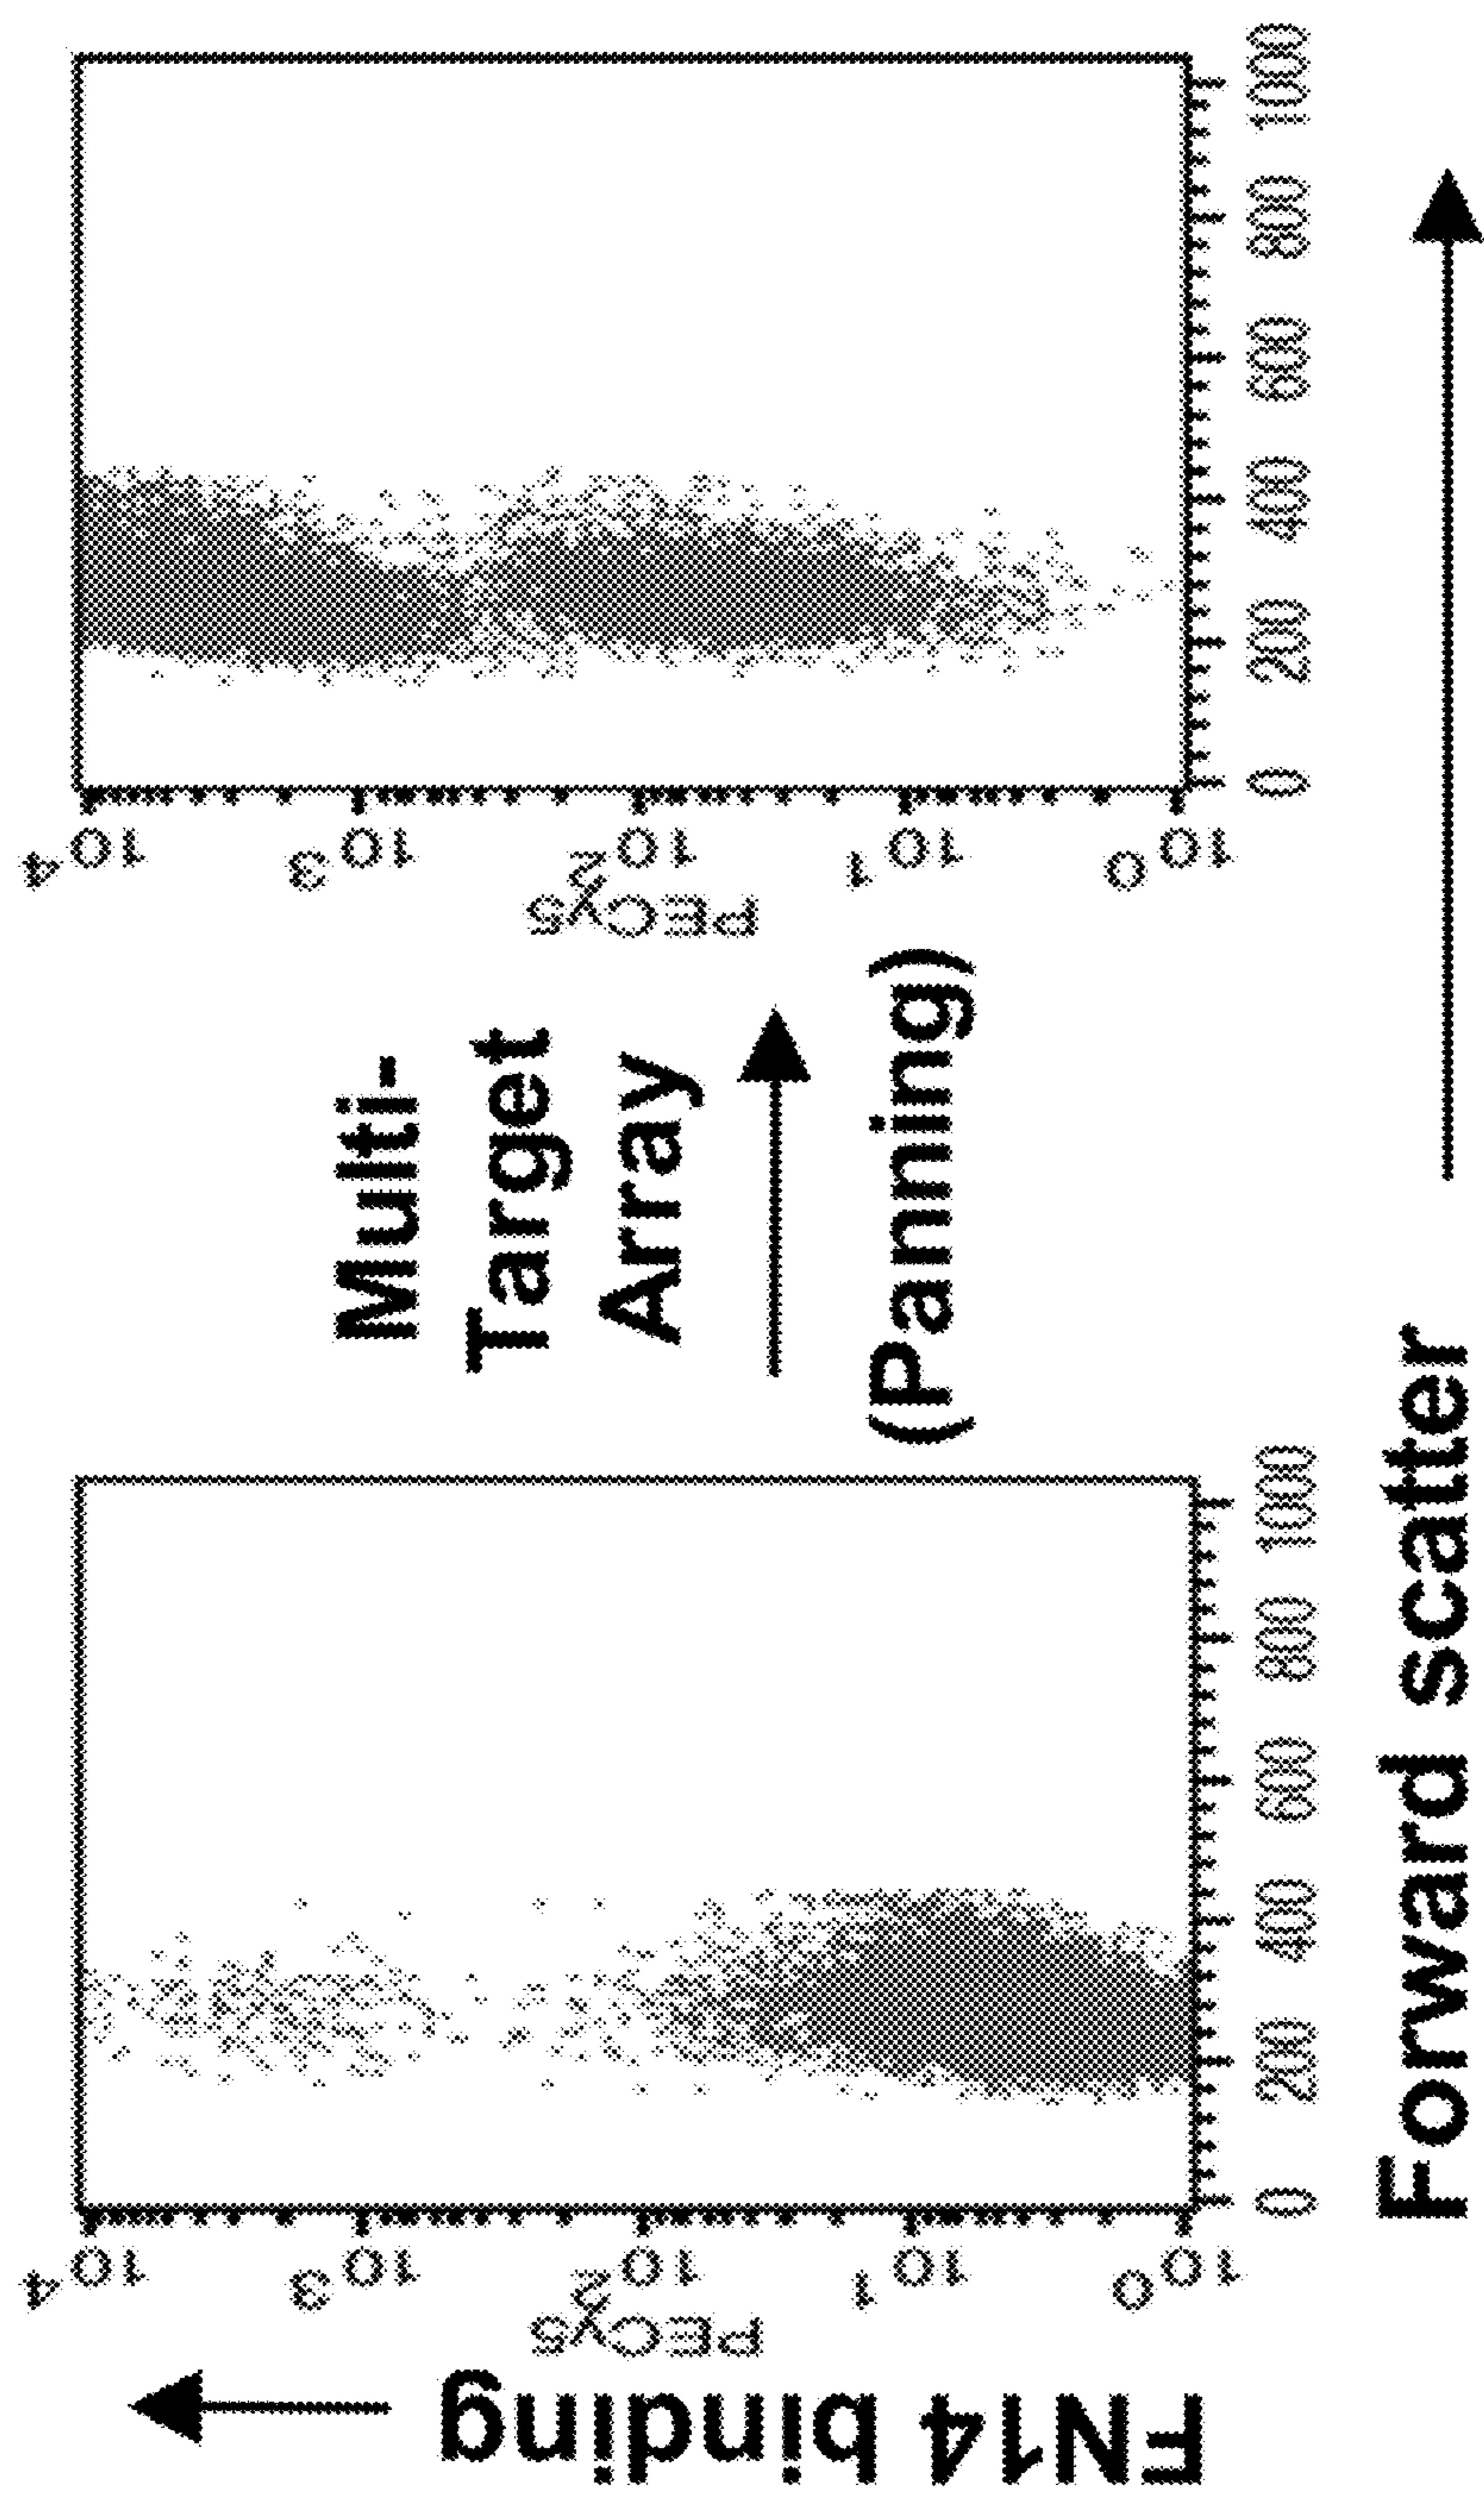 FN14 binding
PECy5
10 4
10 3
10 2
10 1
10 0
0 200 400 600 800 1000
Multi-
Target
Array
(Panning)
PECy5
10 4
10 3
10 2
10 1
10 0
0 200 400 600 800 1000
Forward scatter